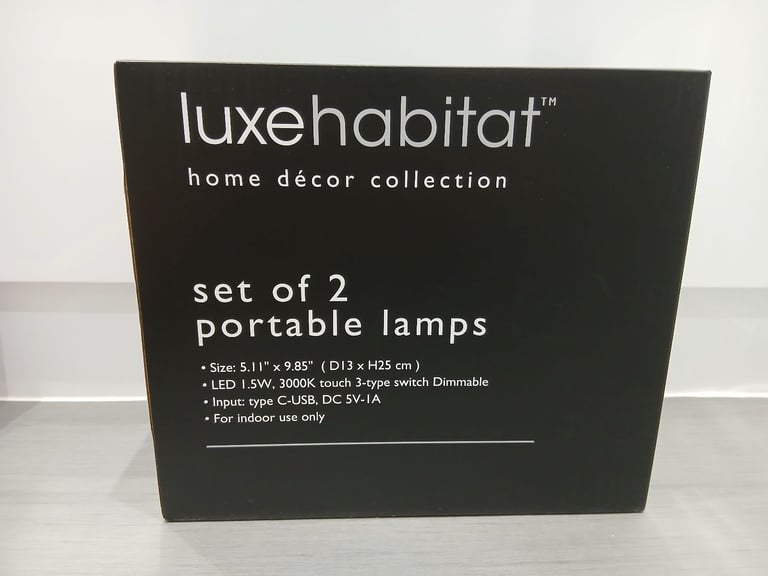 luxehabitat™
home décor collection
set of 2
portable lamps
• Size: 5.11" x 9.85" ( D13 x H25 cm )
• LED 1.5W, 3000K touch 3-type switch Dimmable
• Input: type C-USB, DC 5V-1A
• For indoor use only